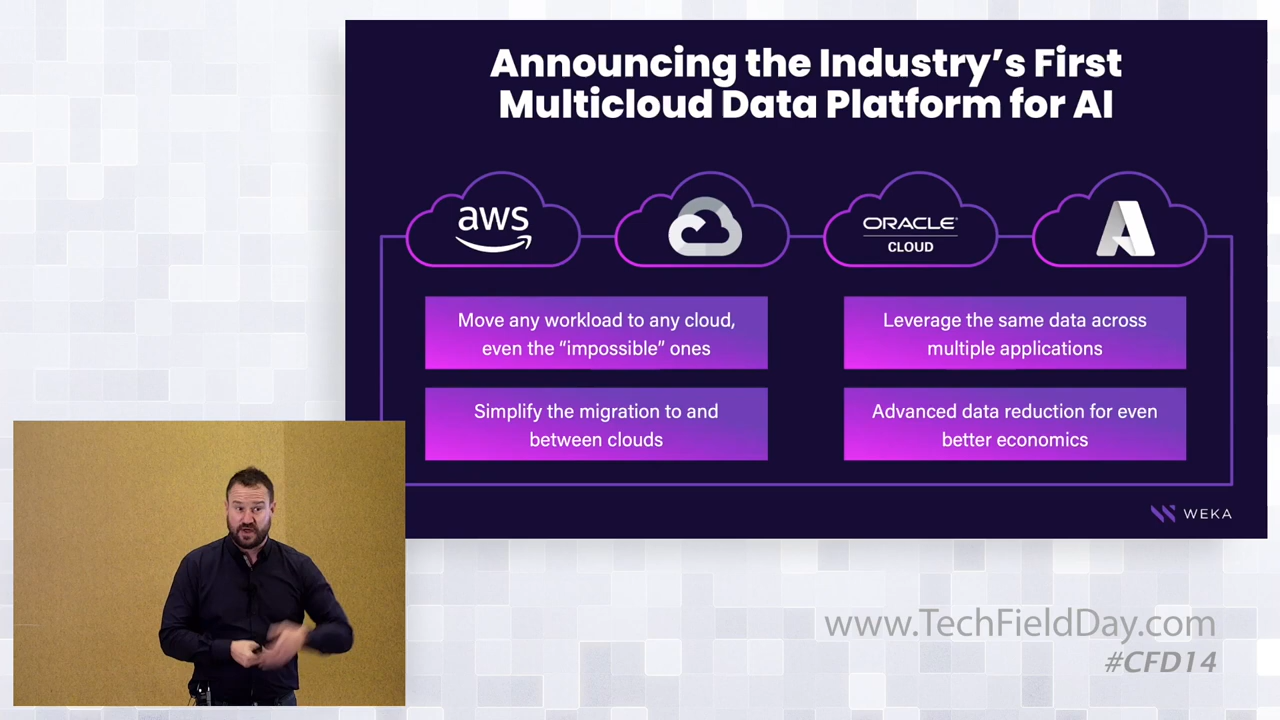 Announcing the Industry’s First
Multicloud Data Platform for AI
aws
ORACLE®
CLOUD
Move any workload to any cloud,
even the “impossible” ones
Leverage the same data across
multiple applications
Simplify the migration to and
between clouds
Advanced data reduction for even
better economics
WEKA
www.TechFieldDay.com
#CFD14